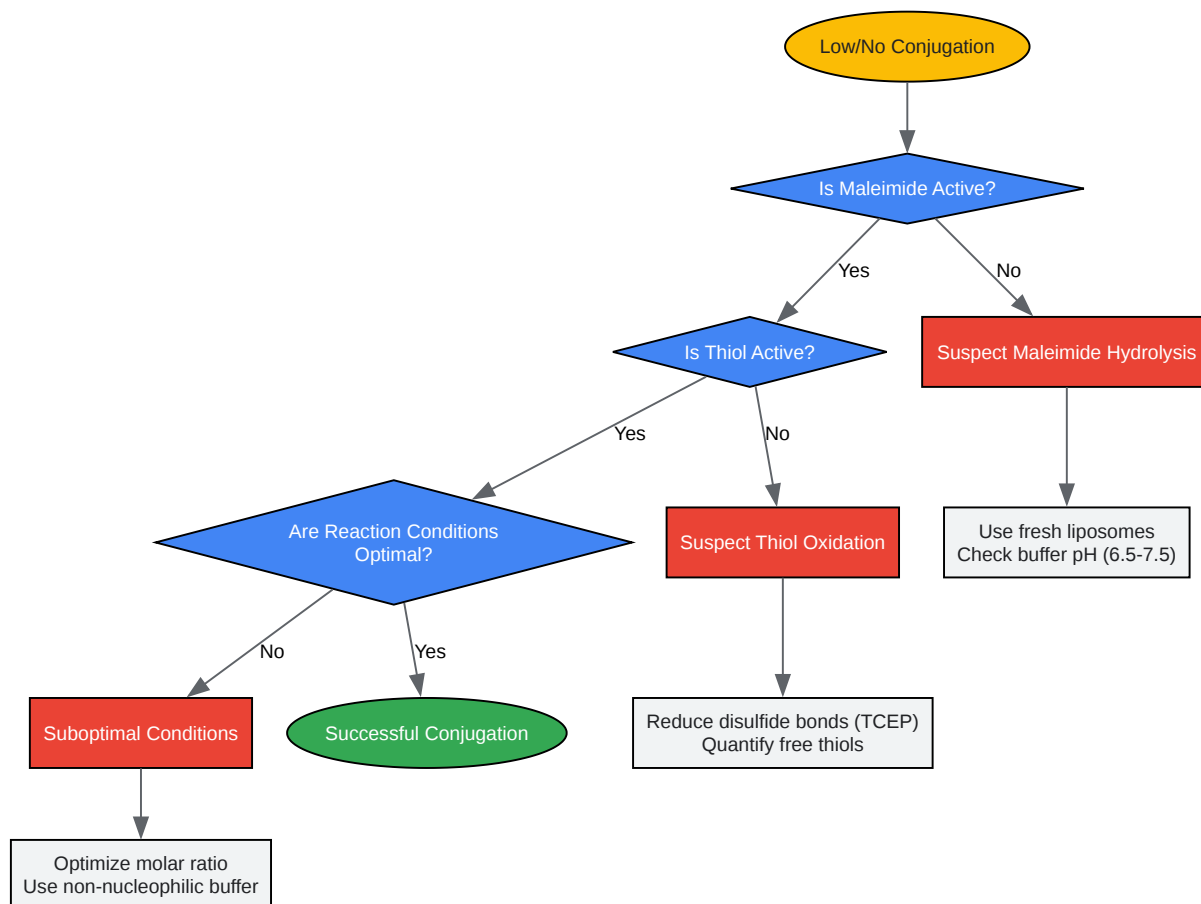 Low/No Conjugation
Is Maleimide Active?
Yes
No
Is Thiol Active?
Suspect Maleimide Hydrolysis
Yes
No
Are Reaction Conditions
Optimal?
Suspect Thiol Oxidation
Use fresh liposomes
Check buffer pH (6.5-7.5)
No
Yes
Suboptimal Conditions
Successful Conjugation
Reduce disulfide bonds (TCEP)
Quantify free thiols
Optimize molar ratio
Use non-nucleophilic buffer